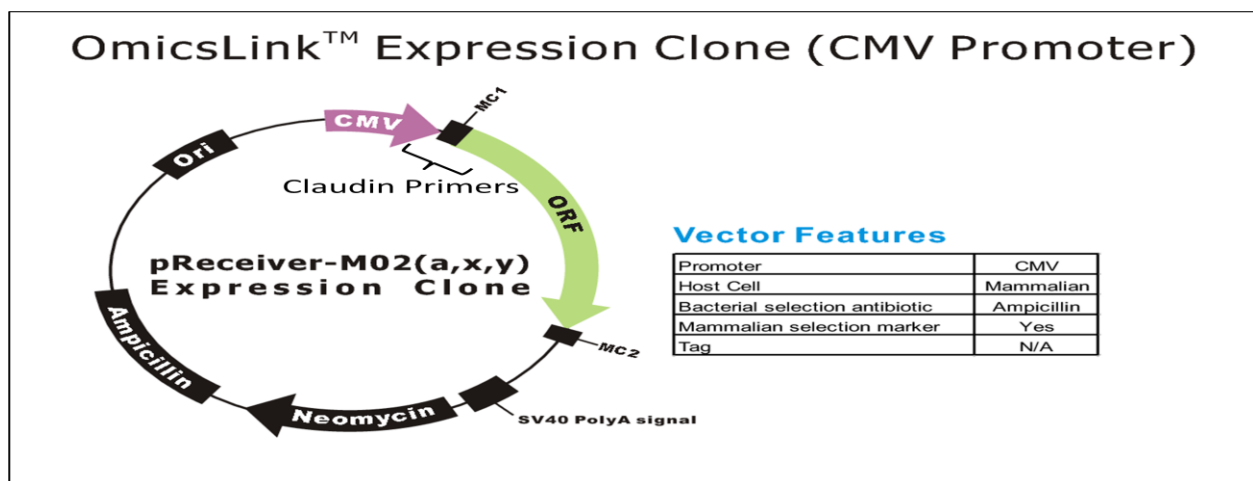 OmicsLink™ Expression Clone (CMV Promoter)
MC1
CMV
Ori
Claudin Primers
ORF
pReceiver-M02(a,x,y)
Expression Clone
Ampicillin
MC2
Neomycin
SV40 PolyA signal
Vector Features
Promoter CMV
Host Cell Mammalian
Bacterial selection antibiotic Ampicillin
Mammalian selection marker Yes
Tag N/A